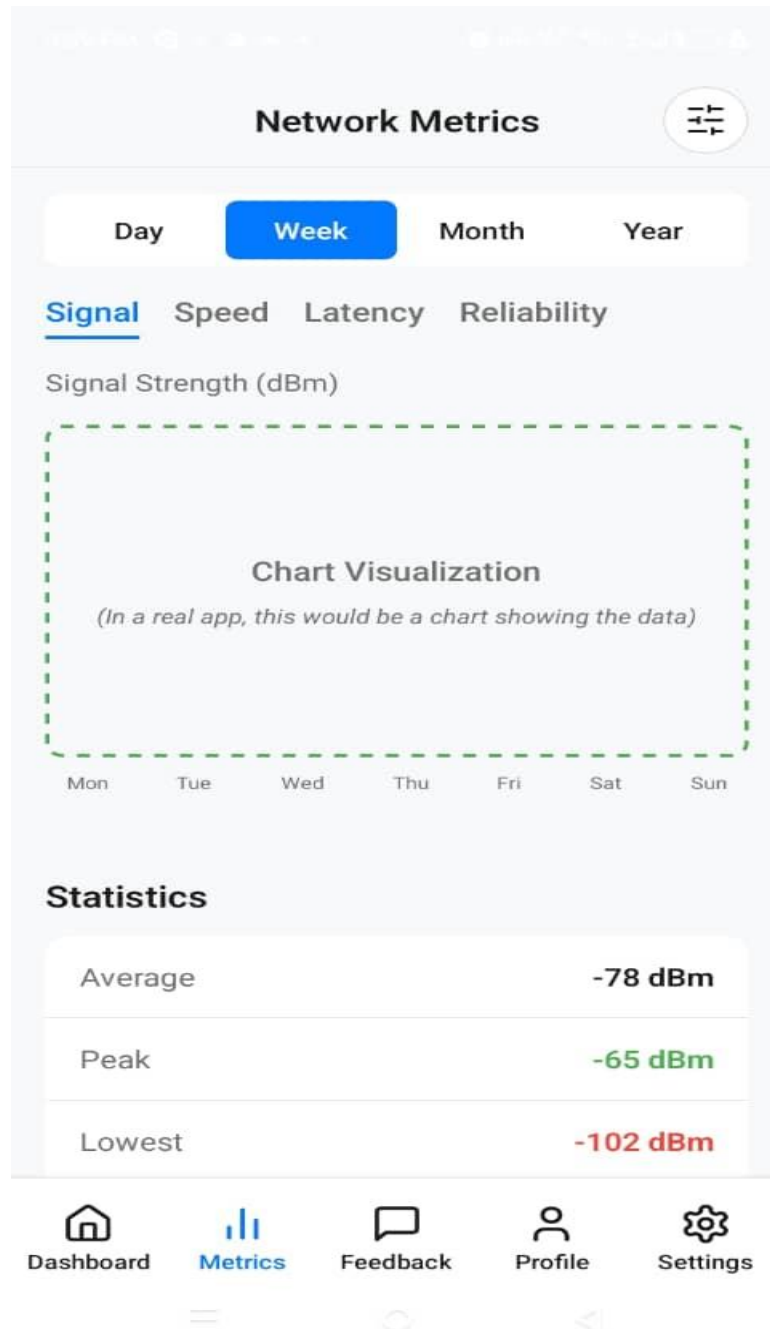 Network Metrics
Day Week Month Year
Signal Speed Latency Reliability
Signal Strength (dBm)
Chart Visualization
(In a real app, this would be a chart showing the data)
Mon Tue Wed Thu Fri Sat Sun
Statistics
Average -78 dBm
Peak -65 dBm
Lowest -102 dBm
Dashboard Metrics Feedback Profile Settings